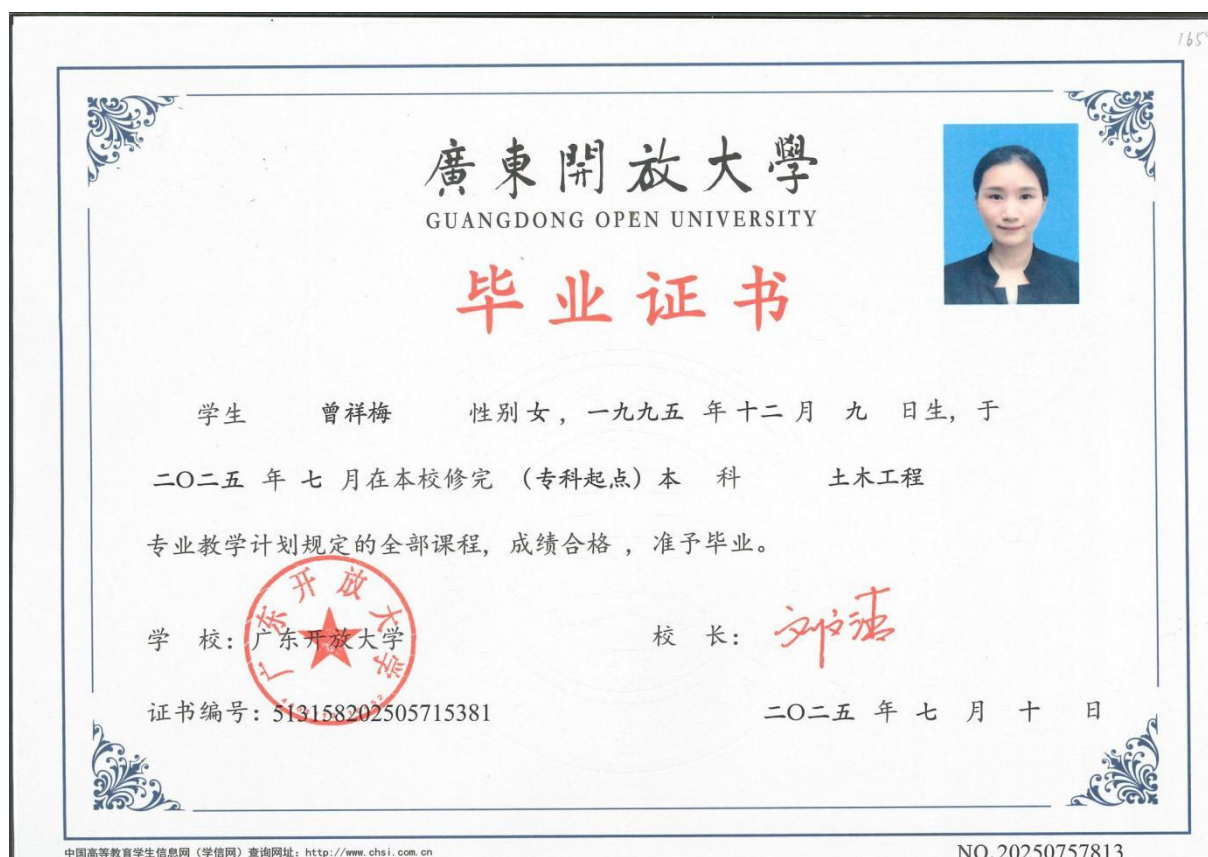 165
廣東開放大學
GUANGDONG OPEN UNIVERSITY
毕业证书
学生 曾祥梅 性别 女 ，一九九五 年 十二 月 九 日生，于
二〇二五 年 七 月在本校修完 （专科起点）本 科 土木工程
专业教学计划规定的全部课程，成绩合格 ，准予毕业。
广东开放大学
学 校：广东开放大学 校 长：
证书编号：513158202505715381 二〇二五 年 七 月 十 日
中国高等教育学生信息网（学信网）查询网址：http://www.chsi.com.cn NO.20250757813